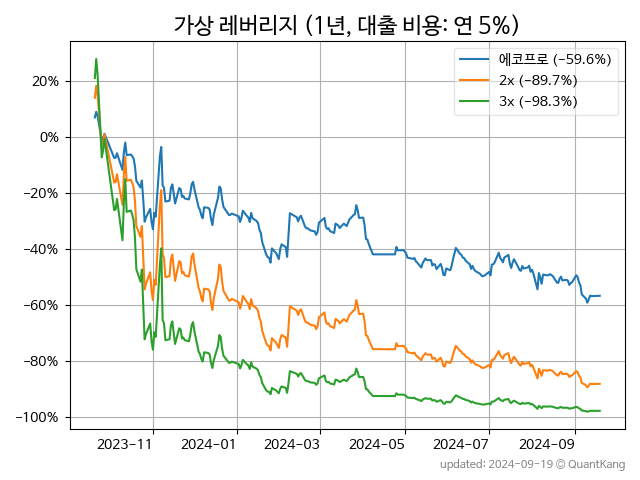 가상 레버리지 (1년, 대출 비용: 연 5%)
에코프로 (-59.6%)
2x (-89.7%)
3x (-98.3%)
20%
0%
-20%
-40%
-60%
-80%
-100%
2023-11 2024-01 2024-03 2024-05 2024-07 2024-09
updated: 2024-09-19 © QuantKang